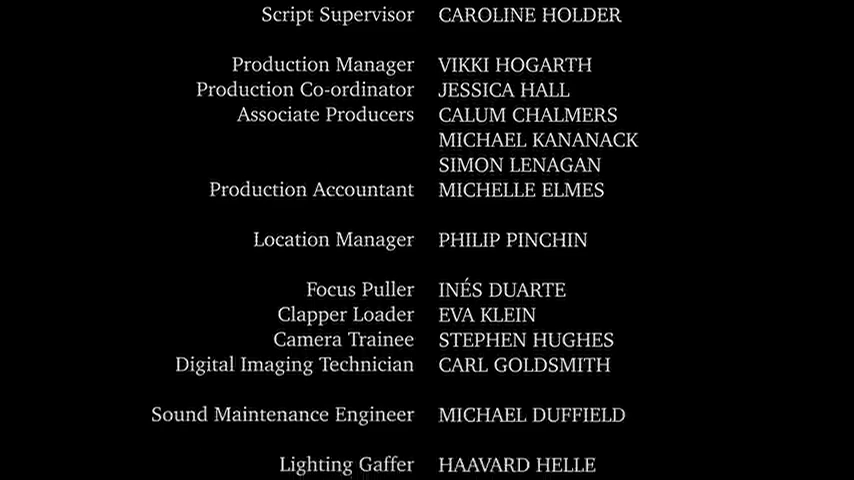 Script Supervisor CAROLINE HOLDER
Production Manager VIKKI HOGARTH
Production Co-ordinator JESSICA HALL
Associate Producers CALUM CHALMERS
MICHAEL KANANACK
SIMON LENAGAN
Production Accountant MICHELLE ELMES
Location Manager PHILIP PINCHIN
Focus Puller INÉS DUARTE
Clapper Loader EVA KLEIN
Camera Trainee STEPHEN HUGHES
Digital Imaging Technician CARL GOLDSMITH
Sound Maintenance Engineer MICHAEL DUFFIELD
Lighting Gaffer HAAVARD HELLE